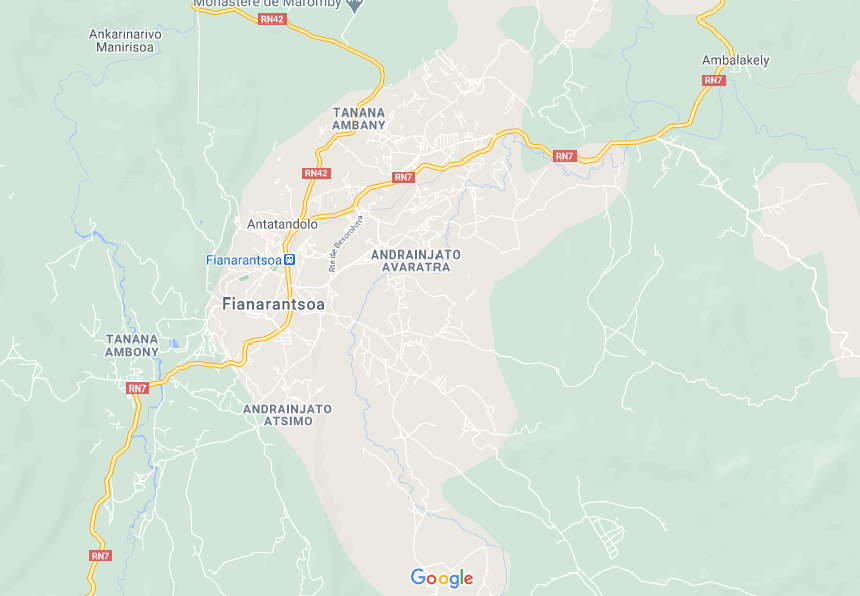 Monastère de Maromby
RN42
Ankarinarivo
Manirisoa
Ambalakely
RN7
TANANA
AMBANY
RN7
RN42
RN7
Antatandolo
Rte de Besorohitra
Fianarantsoa
ANDRAINJATO
AVARATRA
Fianarantsoa
TANANA
AMBONY
RN7
ANDRAINJATO
ATSIMO
RN7
Google